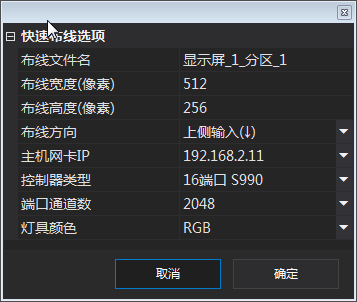 快速布线选项
布线文件名 显示屏_1_分区_1
布线宽度(像素) 512
布线高度(像素) 256
布线方向 上侧输入(↓)
主机网卡IP 192.168.2.11
控制器类型 16端口 S990
端口通道数 2048
灯具颜色 RGB
取消 确定